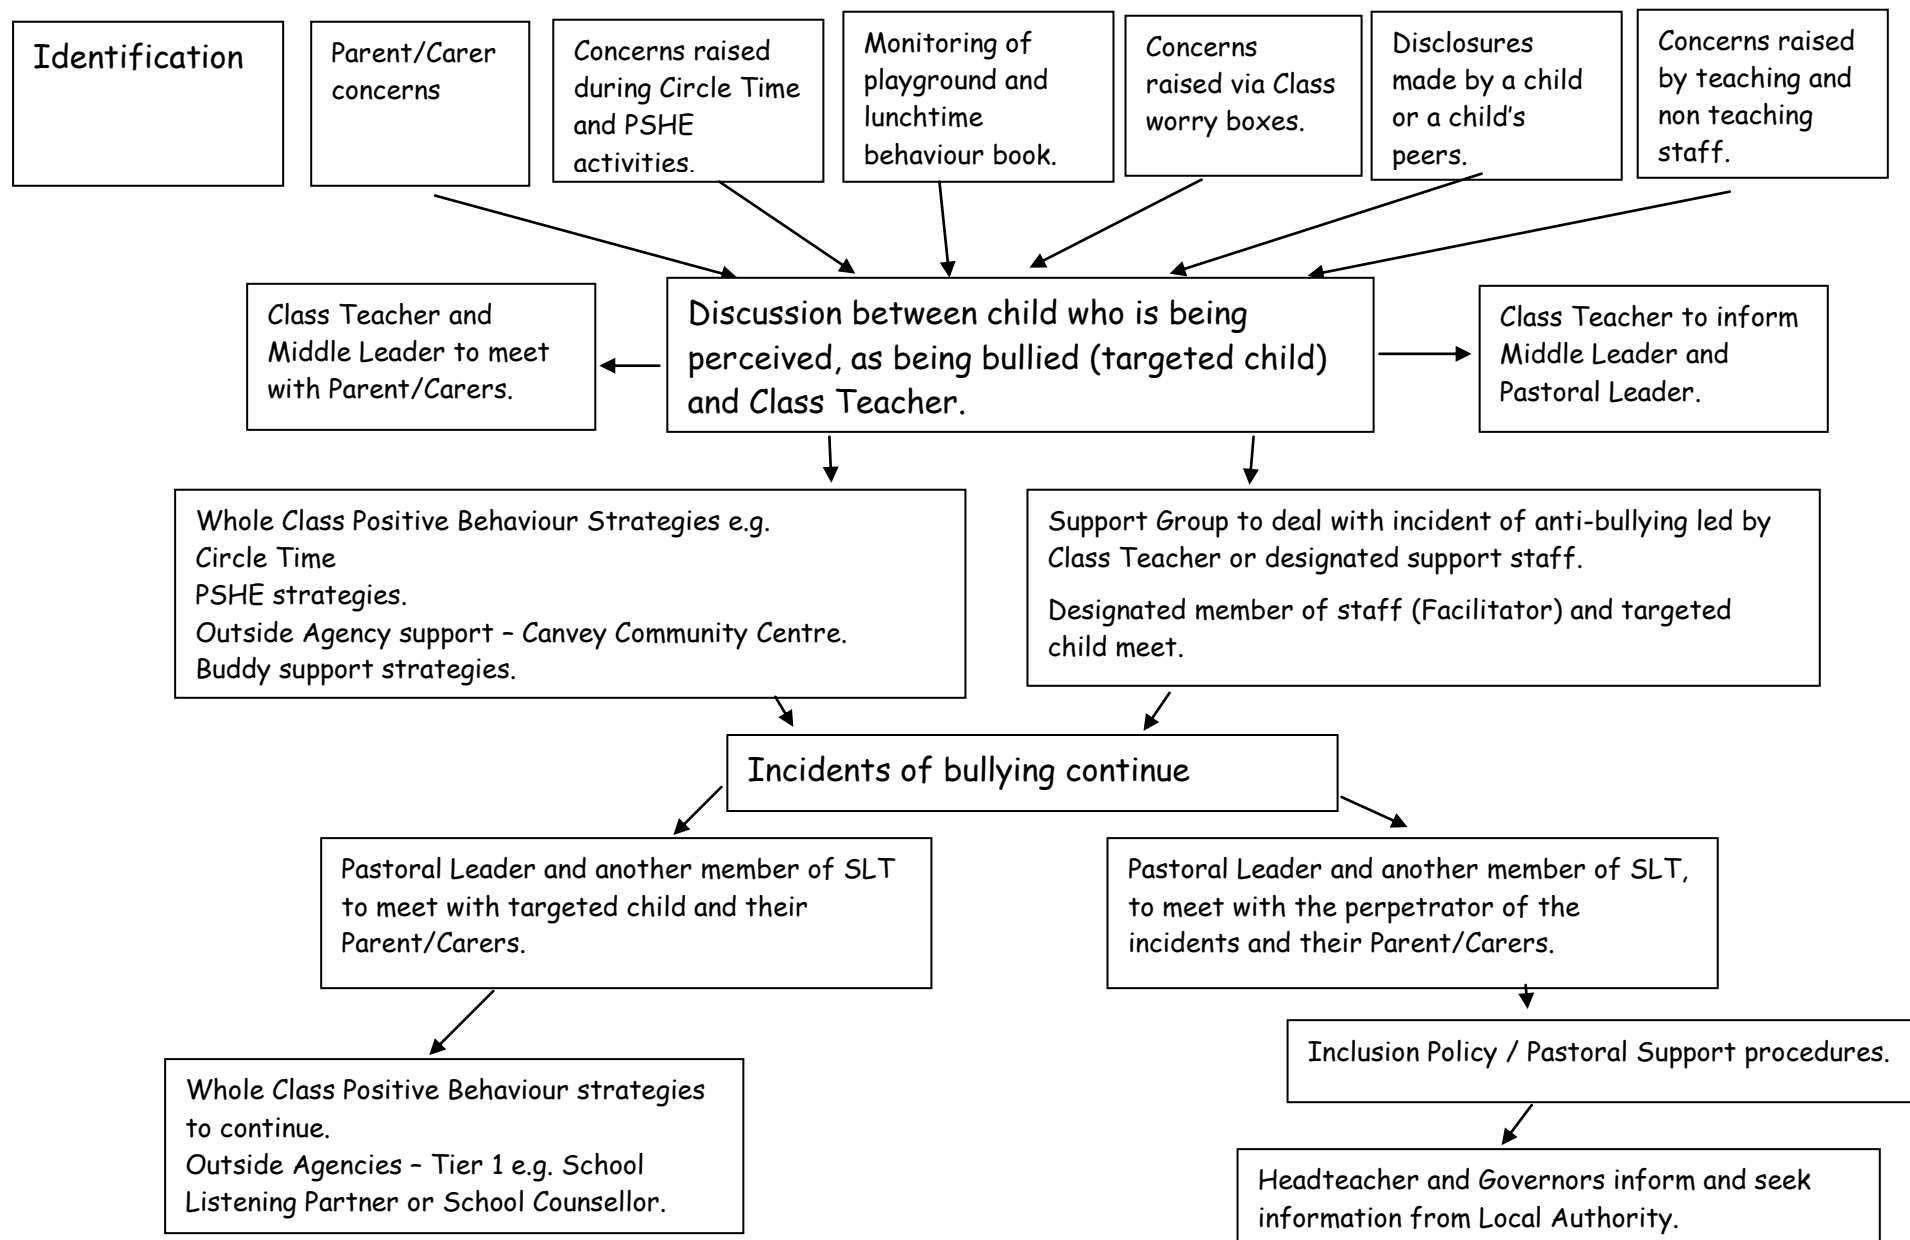 Identification
Parent/Carer
concerns
Concerns raised
during Circle Time
and PSHE
activities.
Monitoring of
playground and
lunchtime
behaviour book.
Concerns
raised via Class
worry boxes.
Disclosures
made by a child
or a child's
peers.
Concerns raised
by teaching and
non teaching
staff.
Class Teacher and
Middle Leader to meet
with Parent/Carers.
Discussion between child who is being
perceived, as being bullied (targeted child)
and Class Teacher.
Class Teacher to inform
Middle Leader and
Pastoral Leader.
Whole Class Positive Behaviour Strategies e.g.
Circle Time
PSHE strategies.
Outside Agency support – Canvey Community Centre.
Buddy support strategies.
Support Group to deal with incident of anti-bullying led by
Class Teacher or designated support staff.
Designated member of staff (Facilitator) and targeted
child meet.
Incidents of bullying continue
Pastoral Leader and another member of SLT
to meet with targeted child and their
Parent/Carers.
Pastoral Leader and another member of SLT,
to meet with the perpetrator of the
incidents and their Parent/Carers.
Whole Class Positive Behaviour strategies
to continue.
Outside Agencies – Tier 1 e.g. School
Listening Partner or School Counsellor.
Inclusion Policy / Pastoral Support procedures.
Headteacher and Governors inform and seek
information from Local Authority.